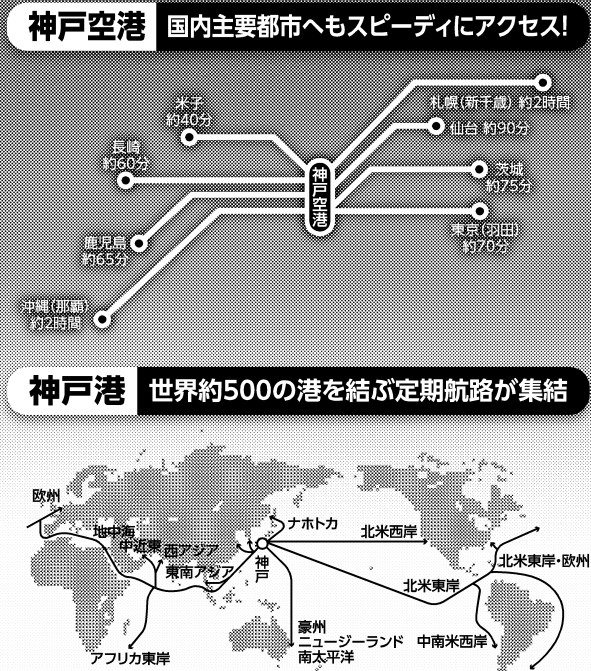 神戸空港 国内主要都市へもスピーディにアクセス!
札幌(新千歳) 約2時間
米子
約40分
仙台 約90分
長崎
約60分
茨城
約75分
神戸空港
鹿児島
約65分
東京(羽田)
約70分
沖縄(那覇)
約2時間
神戸港 世界約500の港を結ぶ定期航路が集結
欧州
ナホトカ
地中海
北米西岸
中近東
西アジア
北米東岸・欧州
神戸
東南アジア
北米東岸
豪州
ニュージーランド
南太平洋
中南米西岸
アフリカ東岸